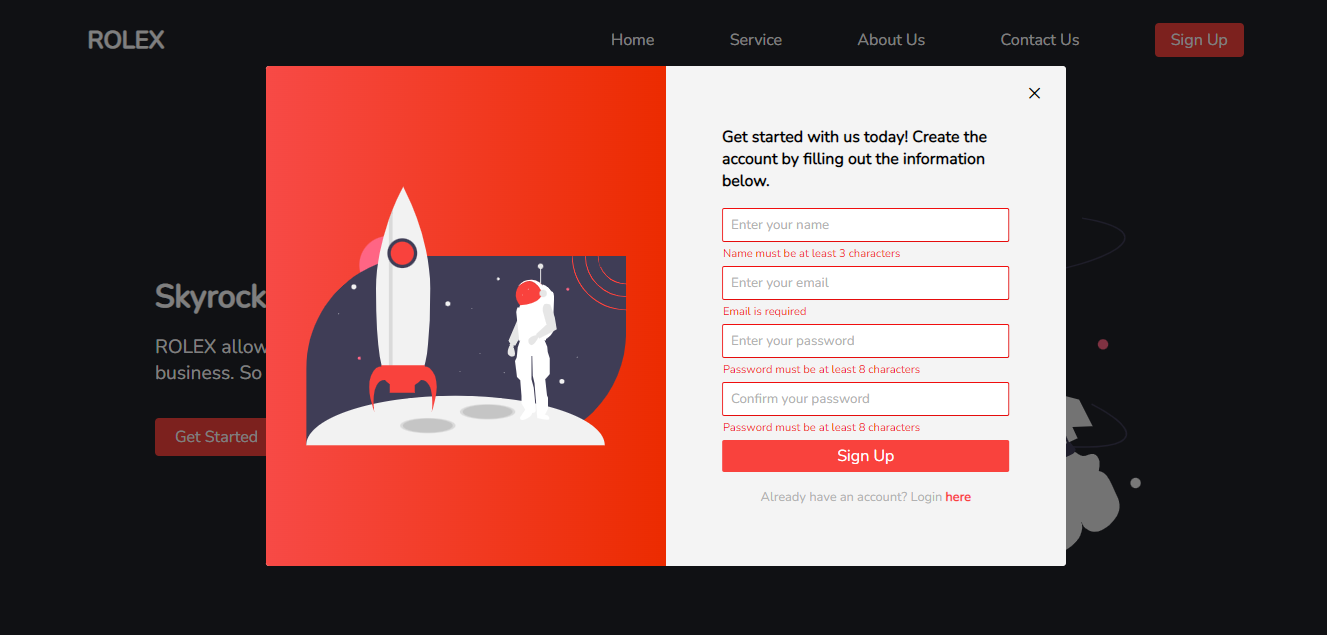 ROLEX
Home
Service
About Us
Contact Us
Sign Up
Skyrock
ROLEX allow
business. So
Get Started
Get started with us today! Create the
account by filling out the information
below.
Enter your name
Name must be at least 3 characters
Enter your email
Email is required
Enter your password
Password must be at least 8 characters
Confirm your password
Password must be at least 8 characters
Sign Up
Already have an account? Login here